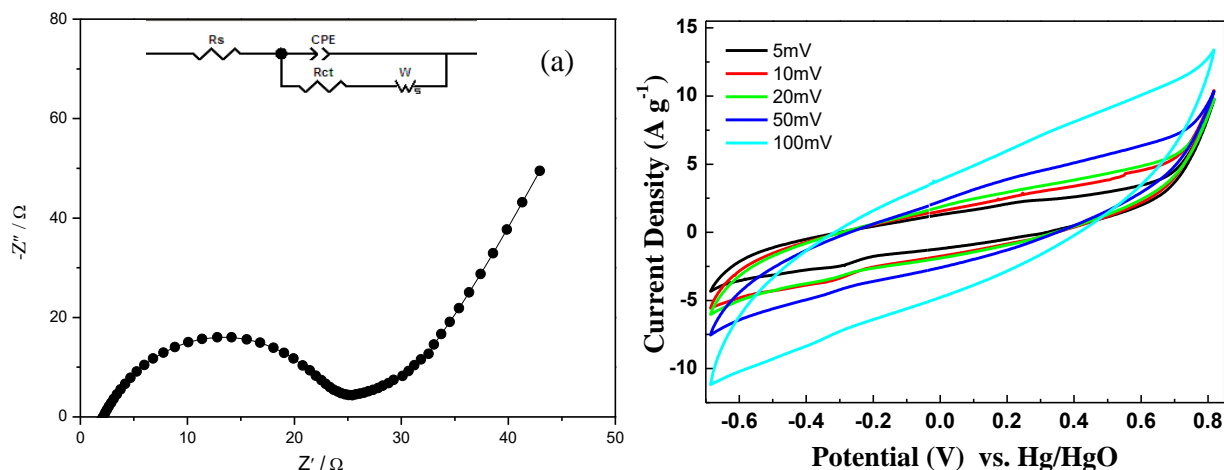 80
60
40
20
0
-Z″ / Ω
Rs
CPE
Rct
W
s
(a)
0
10
20
30
40
50
Z′ / Ω
15
10
5
0
-5
-10
Current Density (A g⁻¹)
5mV
10mV
20mV
50mV
100mV
-0.6
-0.4
-0.2
0.0
0.2
0.4
0.6
0.8
Potential (V) vs. Hg/HgO